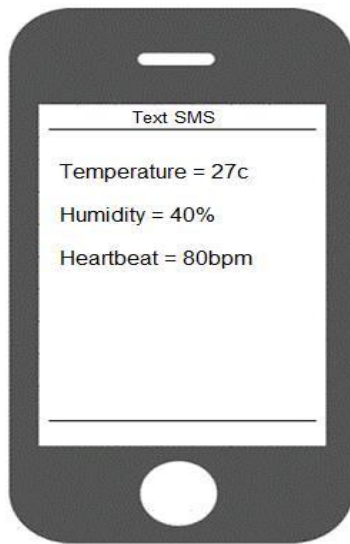 Text SMS
Temperature = 27c
Humidity = 40%
Heartbeat = 80bpm